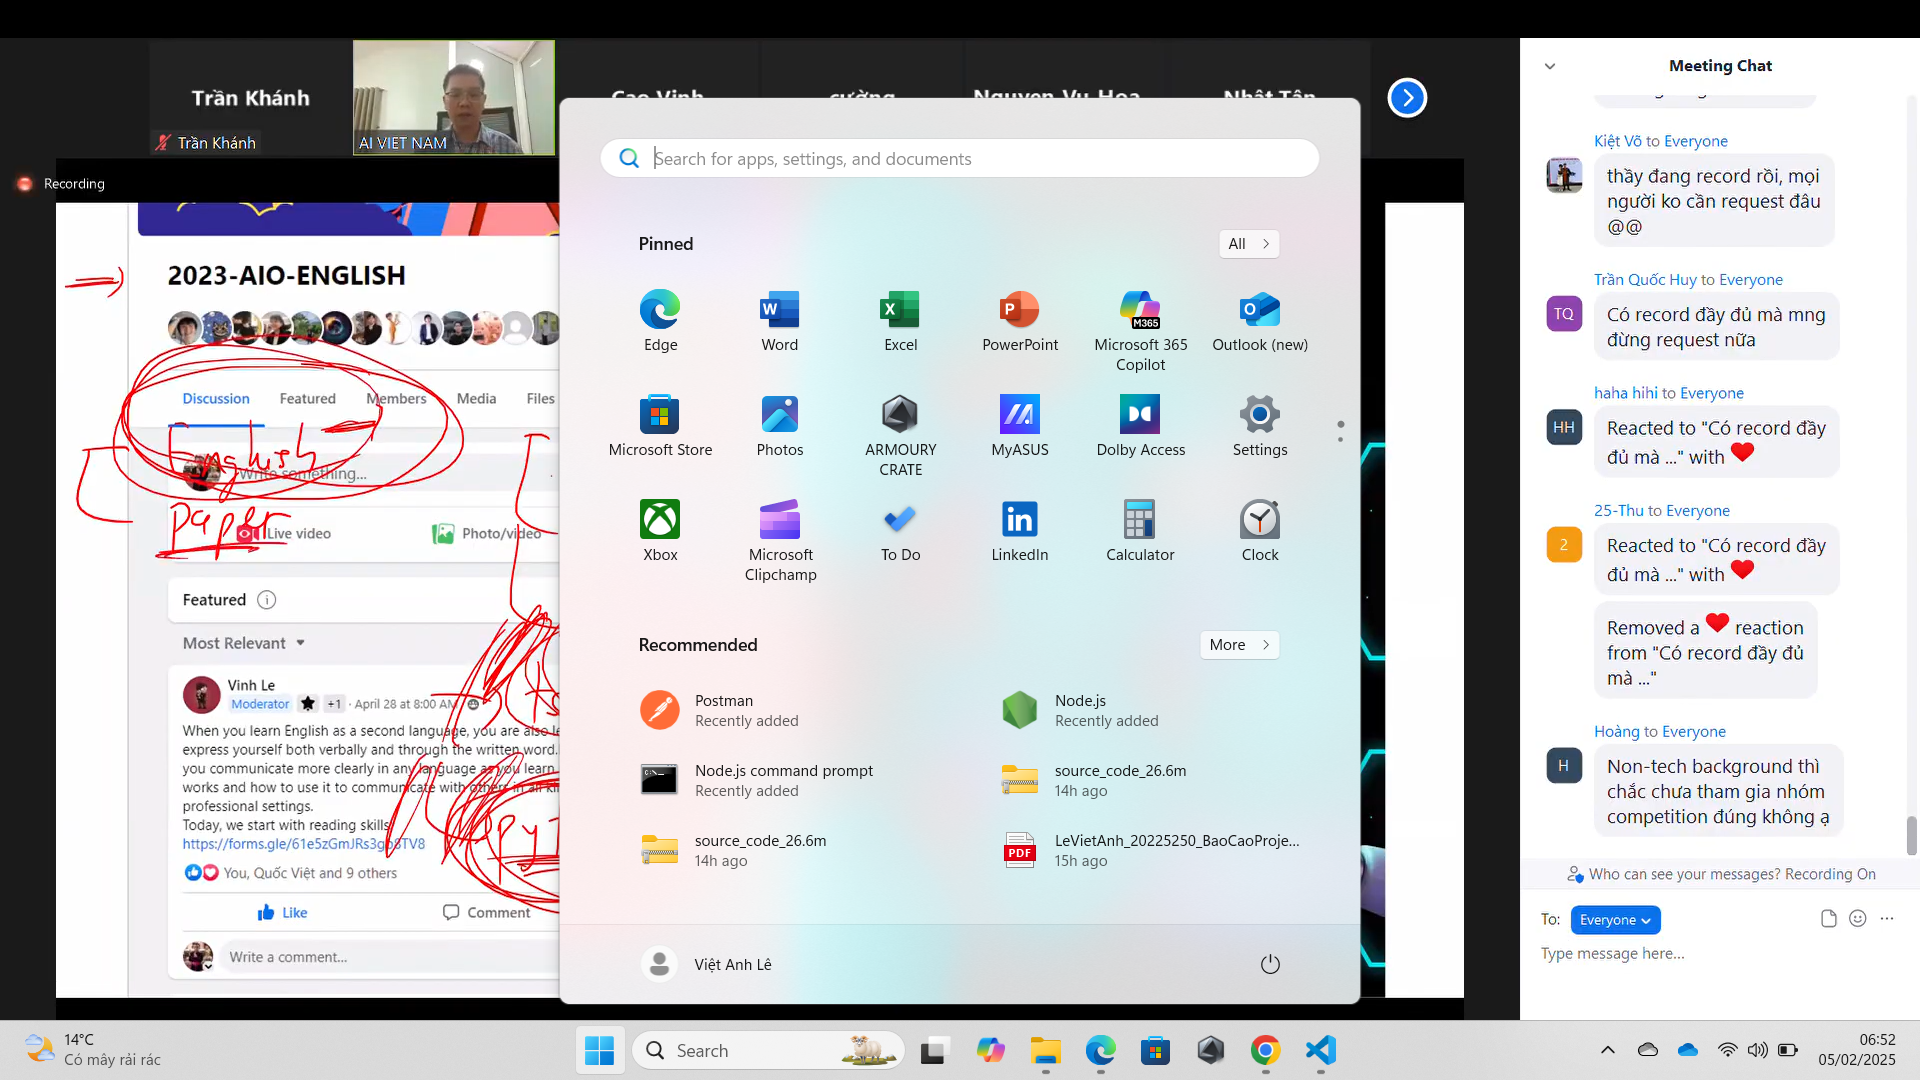 Trần Khánh
Trần Khánh
AI VIET NAM
Cao Vinh
cường
Nguyen Vu Hoa
Nhật Tân
Recording
2023-AIO-ENGLISH
Discussion
Featured
Members
Media
Files
English
Write something...
paper
Live video
Photo/video
Featured
Most Relevant
Vinh Le
Moderator
+1 · April 28 at 8:00 AM
When you learn English as a second language, you are also le
express yourself both verbally and through the written word.
you communicate more clearly in any language as you learn
works and how to use it to communicate with others in all ki
professional settings.
Today, we start with reading skills
https://forms.gle/61e5zGmJRs3go8TV8
You, Quốc Việt and 9 others
Like
Comment
Write a comment...
Search for apps, settings, and documents
Pinned
All
Edge
Word
Excel
PowerPoint
M365
Microsoft 365
Copilot
Outlook (new)
Microsoft Store
Photos
ARMOURY
CRATE
MyASUS
Dolby Access
Settings
Xbox
Microsoft
Clipchamp
To Do
LinkedIn
Calculator
Clock
Recommended
More
Postman
Recently added
Node.js
Recently added
Node.js command prompt
Recently added
source_code_26.6m
14h ago
source_code_26.6m
14h ago
PDF
LeVietAnh_20225250_BaoCaoProje...
15h ago
Việt Anh Lê
Meeting Chat
Kiệt Võ to Everyone
thầy đang record rồi, mọi
người ko cần request đâu
@@
Trần Quốc Huy to Everyone
TQ
Có record đầy đủ mà mng
đừng request nữa
haha hihi to Everyone
HH
Reacted to "Có record đầy
đủ mà ..." with ❤️
25-Thu to Everyone
2
Reacted to "Có record đầy
đủ mà ..." with ❤️
Removed a ❤️ reaction
from "Có record đầy đủ
mà ..."
Hoàng to Everyone
H
Non-tech background thì
chắc chưa tham gia nhóm
competition đúng không ạ
Who can see your messages? Recording On
To: Everyone
Type message here...
14°C
Có mây rải rác
Search
06:52
05/02/2025